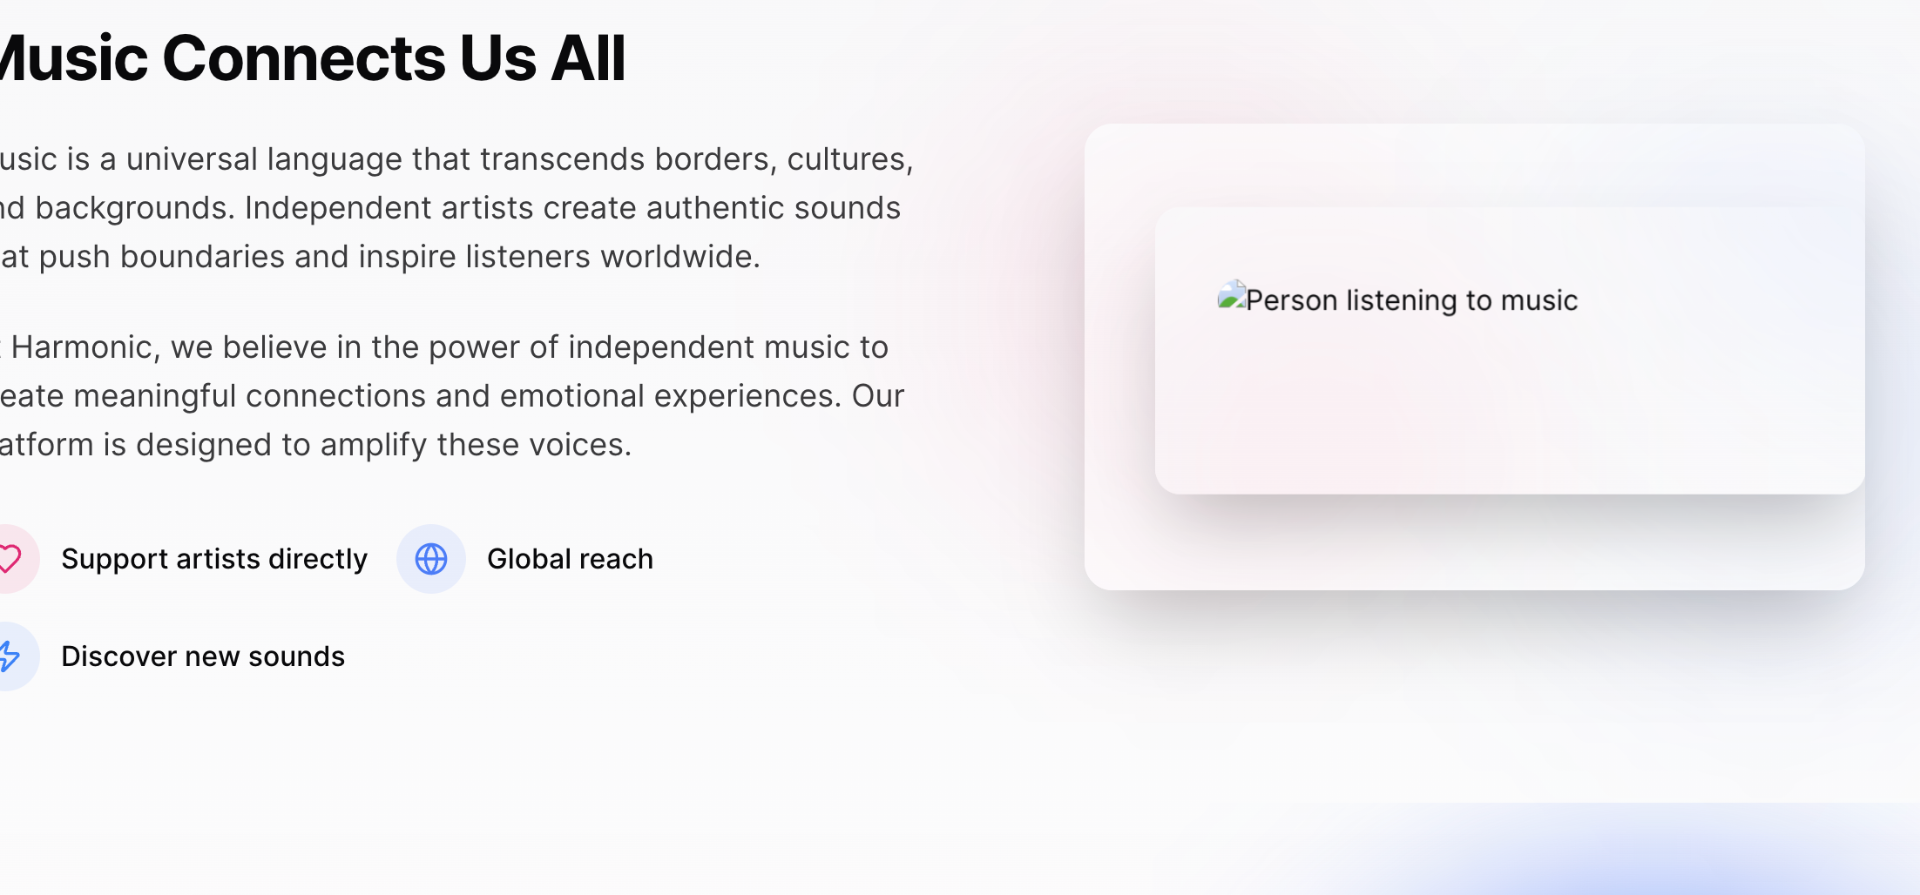 Music Connects Us All
usic is a universal language that transcends borders, cultures,
nd backgrounds. Independent artists create authentic sounds
at push boundaries and inspire listeners worldwide.
t Harmonic, we believe in the power of independent music to
eate meaningful connections and emotional experiences. Our
atform is designed to amplify these voices.
Support artists directly
Global reach
Discover new sounds
Person listening to music